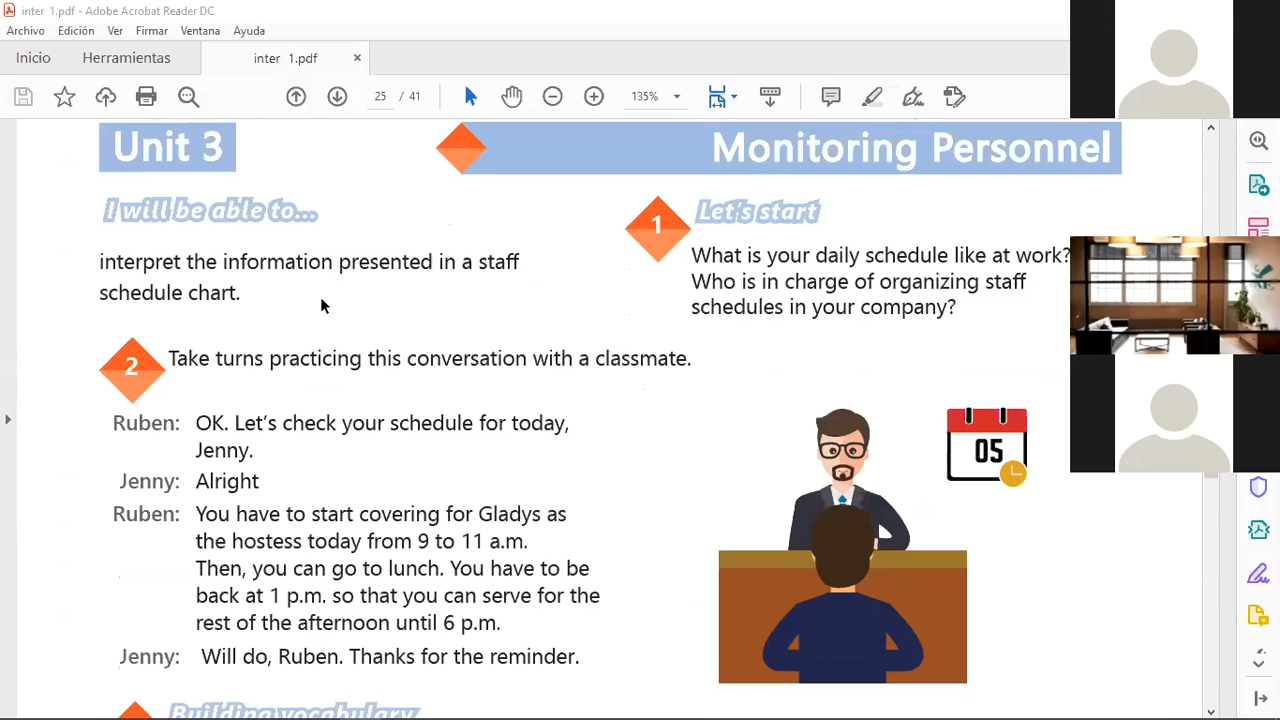 inter 1.pdf - Adobe Acrobat Reader DC
Archivo Edición Ver Firmar Ventana Ayuda
Inicio Herramientas inter 1.pdf ×
25 / 41 135%
Unit 3 Monitoring Personnel
I will be able to...
interpret the information presented in a staff
schedule chart.
1 Let's start
What is your daily schedule like at work?
Who is in charge of organizing staff
schedules in your company?
2 Take turns practicing this conversation with a classmate.
Ruben: OK. Let's check your schedule for today,
Jenny.
Jenny: Alright
Ruben: You have to start covering for Gladys as
the hostess today from 9 to 11 a.m.
Then, you can go to lunch. You have to be
back at 1 p.m. so that you can serve for the
rest of the afternoon until 6 p.m.
Jenny: Will do, Ruben. Thanks for the reminder.
05
Building vocabulary